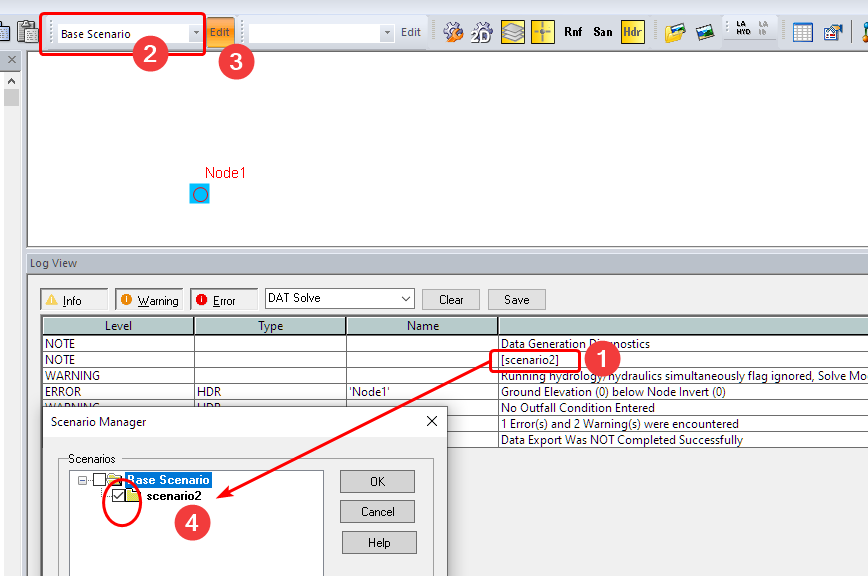 Base Scenario Edit Edit 2D Rnf San Hdr LA HYD LA
2 3
Node1
Log View
Info Warning Error DAT Solve Clear Save
Level Type Name
NOTE Data Generation Diagnostics
NOTE [scenario2] 1
WARNING Running hydrology/hydraulics simultaneously flag ignored, Solve Mo
ERROR HDR 'Node1' Ground Elevation (0) below Node Invert (0)
WARNING HDR No Outfall Condition Entered
1 Error(s) and 2 Warning(s) were encountered
Data Export Was NOT Completed Successfully
Scenario Manager
Scenarios
Base Scenario OK
scenario2
4 Cancel
Help